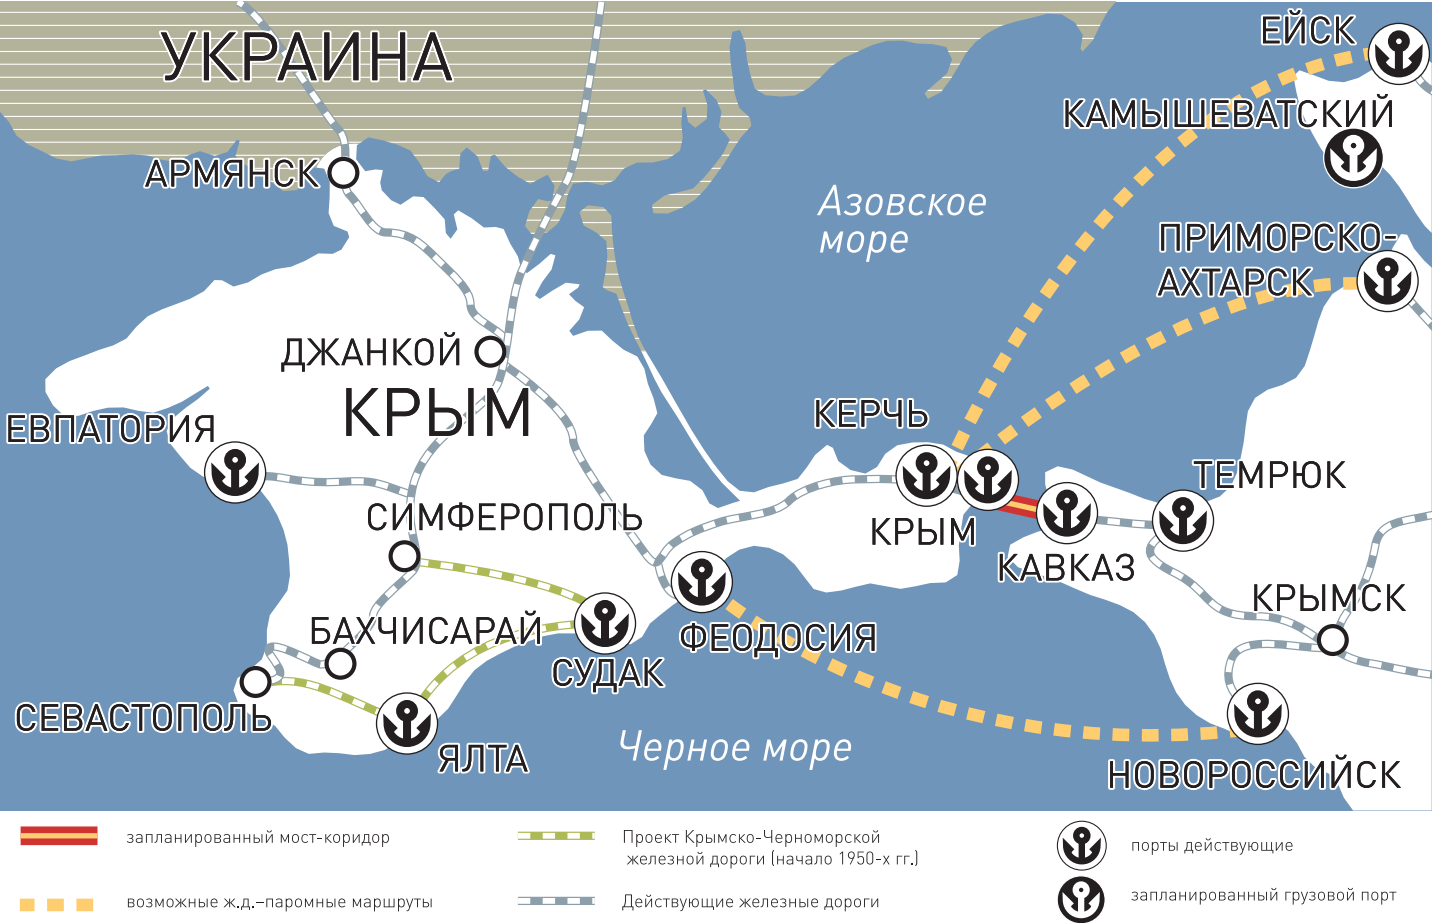 УКРАИНА
ЕЙСК
КАМЫШЕВАТСКИЙ
АРМЯНСК
Азовское
море
ПРИМОРСКО-
АХТАРСК
ДЖАНКОЙ
КРЫМ
ЕВПАТОРИЯ
КЕРЧЬ
ТЕМРЮК
СИМФЕРОПОЛЬ
КРЫМ
КАВКАЗ
КРЫМСК
БАХЧИСАРАЙ
ФЕОДОСИЯ
СУДАК
СЕВАСТОПОЛЬ
ЯЛТА
Черное море
НОВОРОССИЙСК
запланированный мост-коридор
возможные ж.д.–паромные маршруты
Проект Крымско-Черноморской
железной дороги (начало 1950-х гг.)
Действующие железные дороги
порты действующие
запланированный грузовой порт